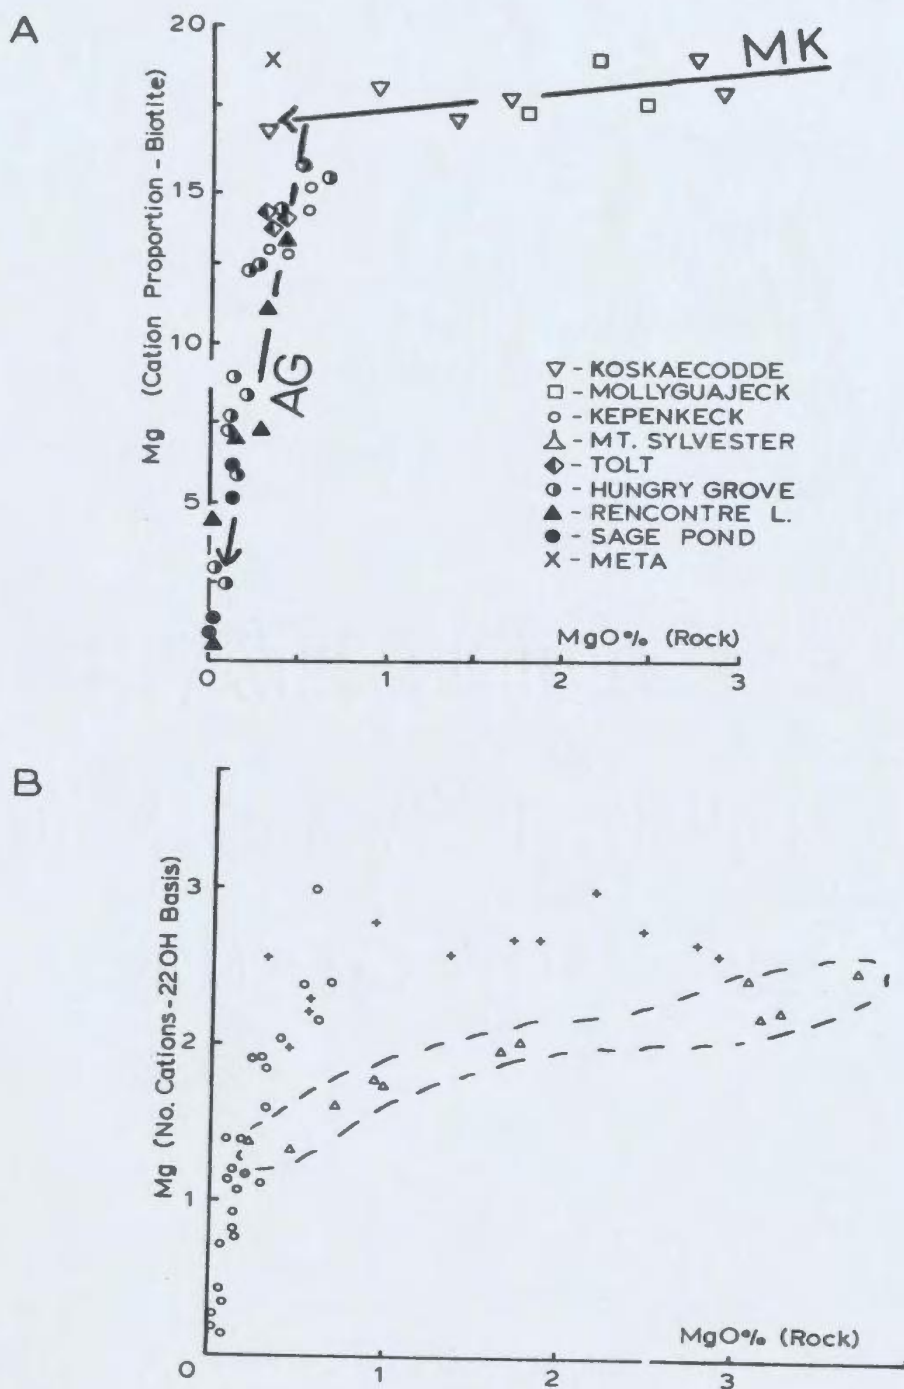 A
20
15
10
5
Mg (Cation Proportion - Biotite)
MK
AG
▽ - KOSKAECODDE
□ - MOLLYGUAJECK
○ - KEPENKECK
- MT. SYLVESTER
◆ - TOLT
◑ - HUNGRY GROVE
▲ - RENCONTRE L.
● - SAGE POND
X - META
MgO% (Rock)
0 1 2 3
B
3
2
1
0
Mg (No. Cations - 22OH Basis)
MgO% (Rock)
1 2 3